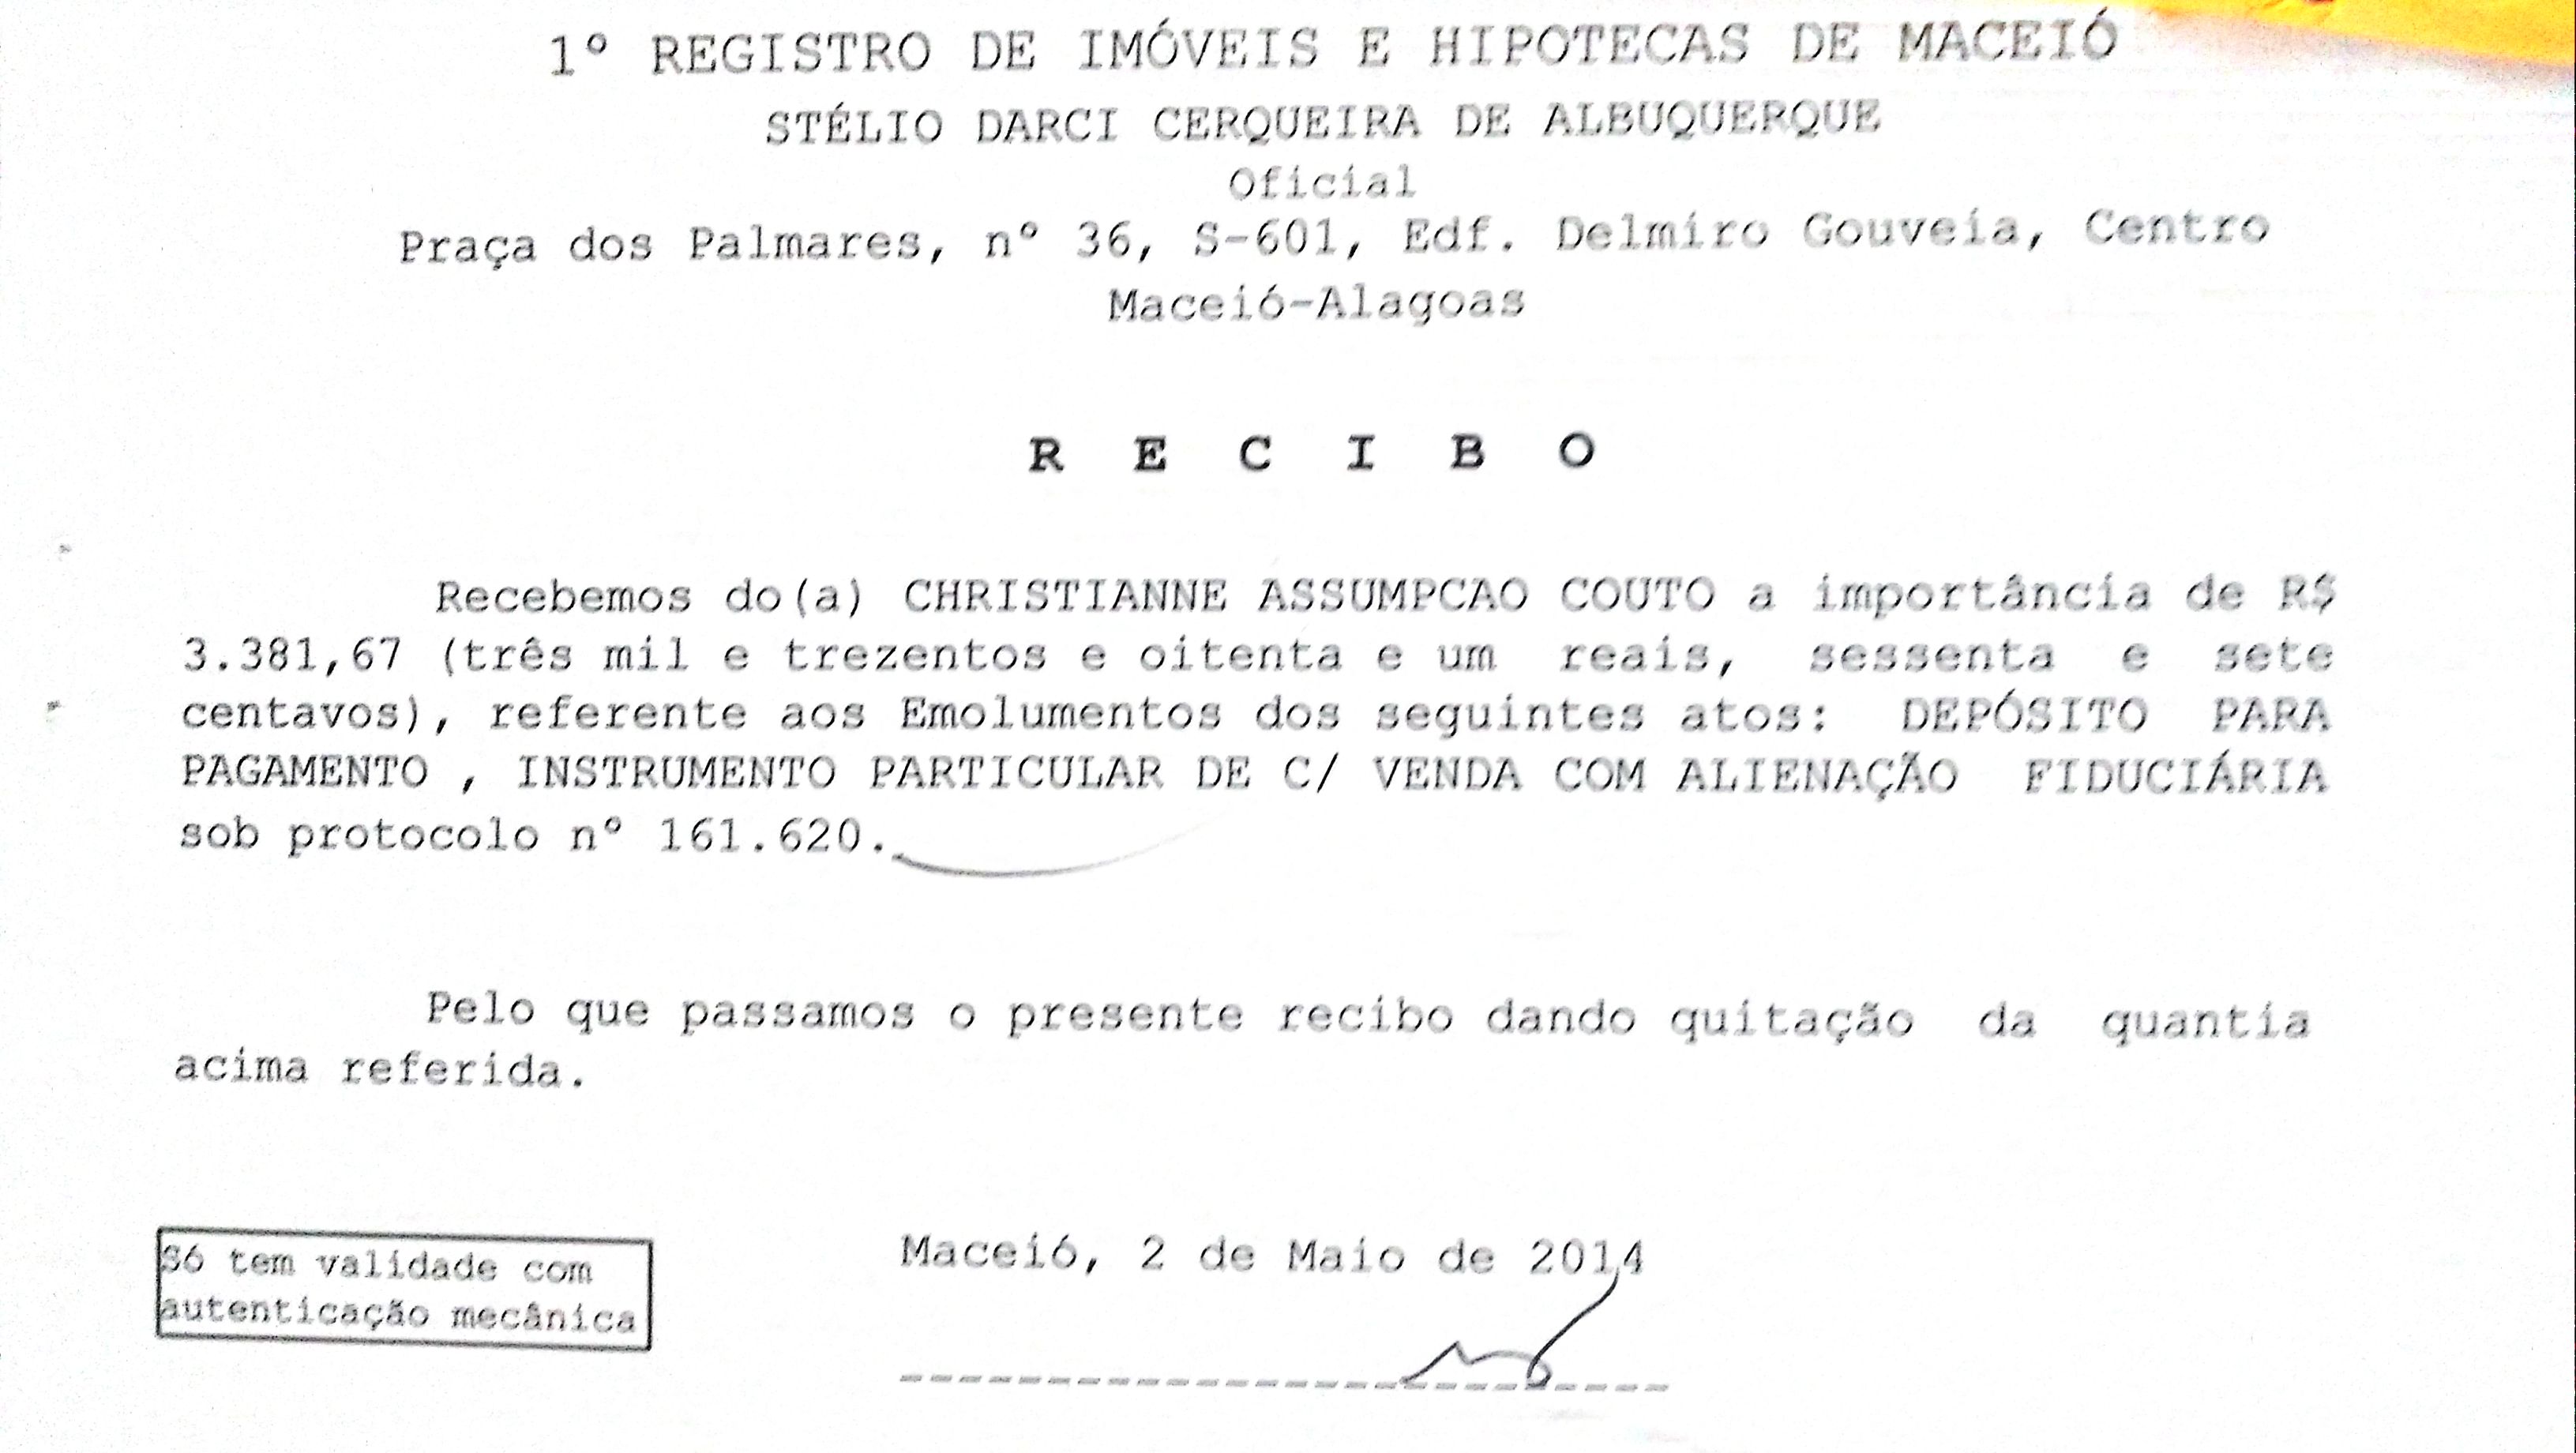 1º REGISTRO DE IMÓVEIS E HIPOTECAS DE MACEIÓ
STÉLIO DARCI CERQUEIRA DE ALBUQUERQUE
Oficial
Praça dos Palmares, nº 36, S-601, Edf. Delmiro Gouveia, Centro
Maceió-Alagoas
R E C I B O
Recebemos do(a) CHRISTIANNE ASSUMPCAO COUTO a importância de R$
3.381,67 (três mil e trezentos e oitenta e um reais, sessenta e sete
centavos), referente aos Emolumentos dos seguintes atos: DEPÓSITO PARA
PAGAMENTO , INSTRUMENTO PARTICULAR DE C/ VENDA COM ALIENAÇÃO FIDUCIÁRIA
sob protocolo nº 161.620.
Pelo que passamos o presente recibo dando quitação da quantia
acima referida.
Só tem validade com
autenticação mecânica
Maceió, 2 de Maio de 2014